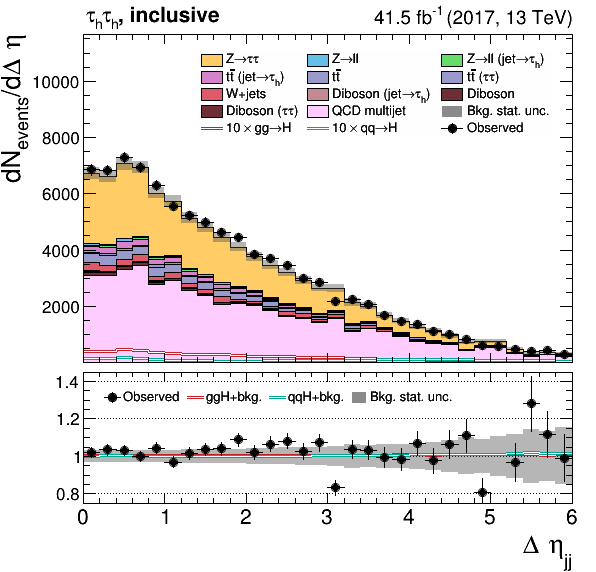 τₕτₕ, inclusive 41.5 fb⁻¹ (2017, 13 TeV)
dN_events/dΔ η
10000
8000
6000
4000
2000
Z→ττ Z→ll Z→ll (jet→τₕ)
tt̄ (jet→τₕ) tt̄ tt̄ (ττ)
W+jets Diboson (jet→τₕ) Diboson
Diboson (ττ) QCD multijet Bkg. stat. unc.
10 × gg→H 10 × qq→H Observed
1.4
1.2
1
0.8
Observed ggH+bkg. qqH+bkg. Bkg. stat. unc.
0 1 2 3 4 5 6
Δ η_jj